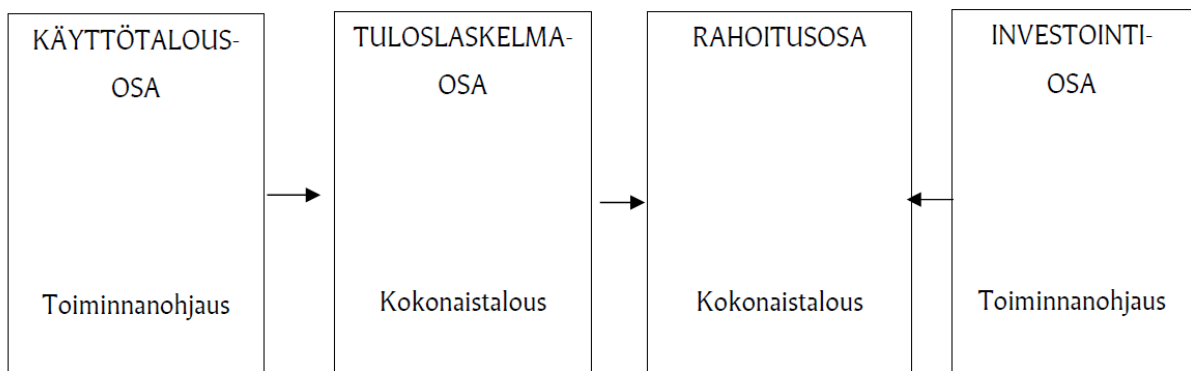 KÄYTTÖTALOUS-
OSA
Toiminnanohjaus
TULOSLASKELMA-
OSA
Kokonaistalous
RAHOITUSOSA
Kokonaistalous
INVESTOINTI-
OSA
Toiminnanohjaus